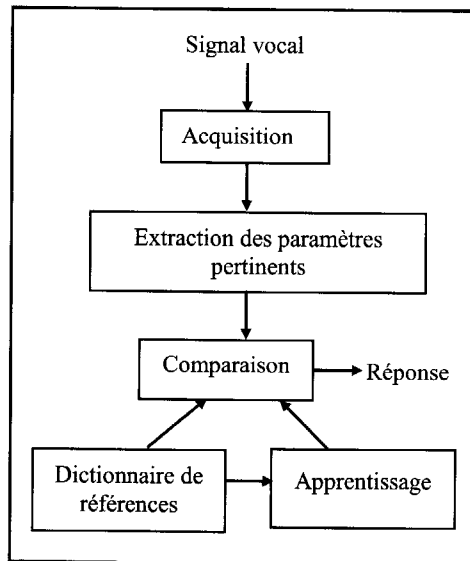 Signal vocal
Acquisition
Extraction des paramètres
pertinents
Comparaison
Réponse
Dictionnaire de
références
Apprentissage